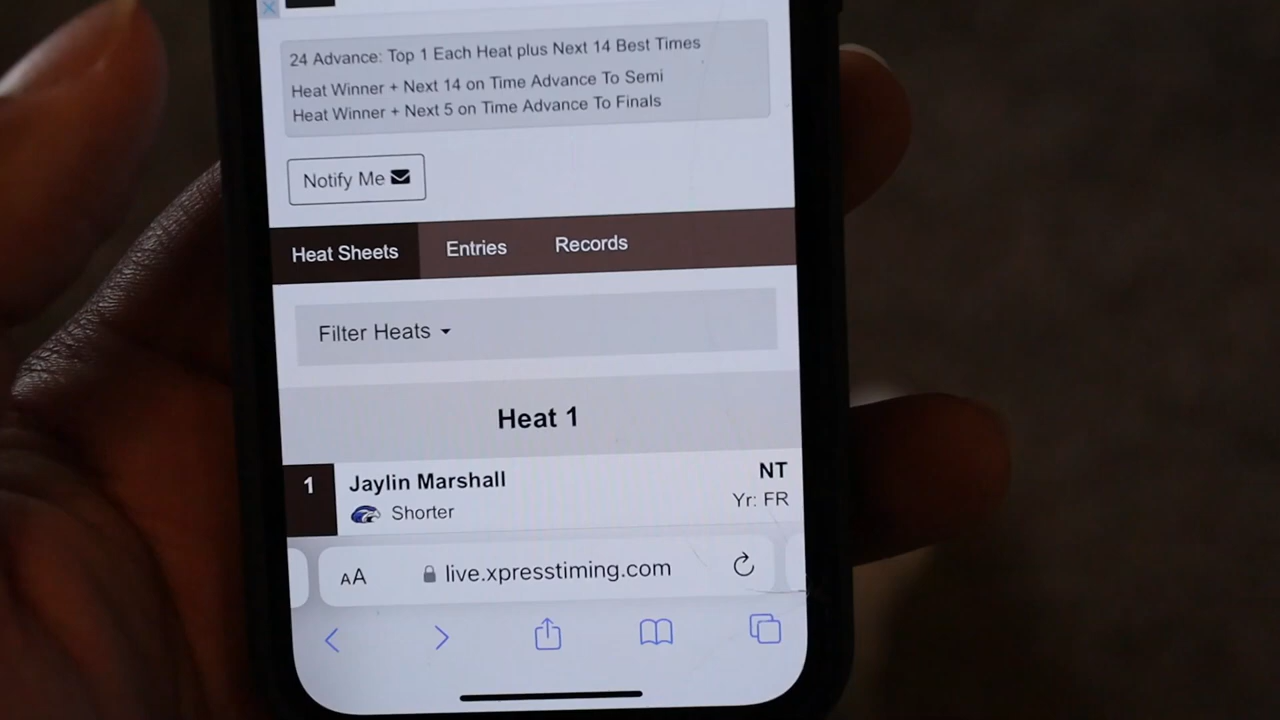 24 Advance: Top 1 Each Heat plus Next 14 Best Times
Heat Winner + Next 14 on Time Advance To Semi
Heat Winner + Next 5 on Time Advance To Finals
Notify Me
Heat Sheets Entries Records
Filter Heats
Heat 1
1 Jaylin Marshall NT
Shorter Yr: FR
AA live.xpresstiming.com